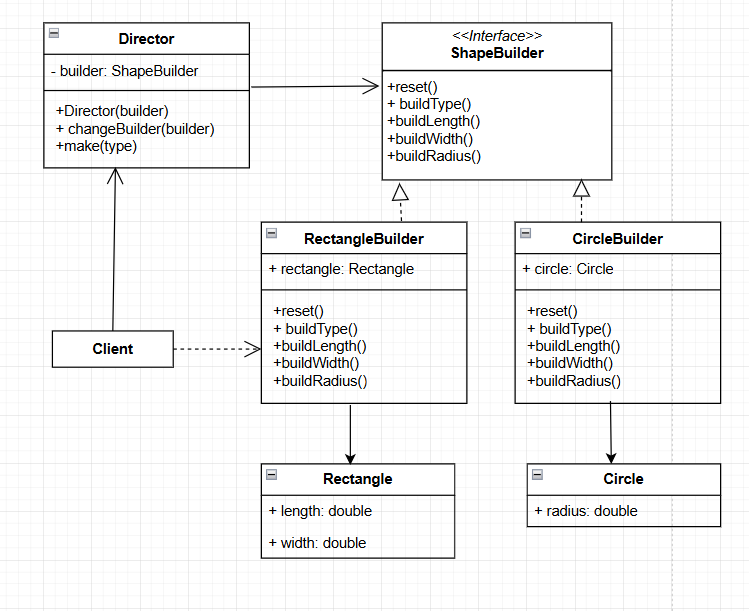 Director
- builder: ShapeBuilder
+Director(builder)
+ changeBuilder(builder)
+make(type)
<<Interface>>
ShapeBuilder
+reset()
+ buildType()
+buildLength()
+buildWidth()
+buildRadius()
RectangleBuilder
+ rectangle: Rectangle
+reset()
+ buildType()
+buildLength()
+buildWidth()
+buildRadius()
CircleBuilder
+ circle: Circle
+reset()
+ buildType()
+buildLength()
+buildWidth()
+buildRadius()
Client
Rectangle
+ length: double
+ width: double
Circle
+ radius: double